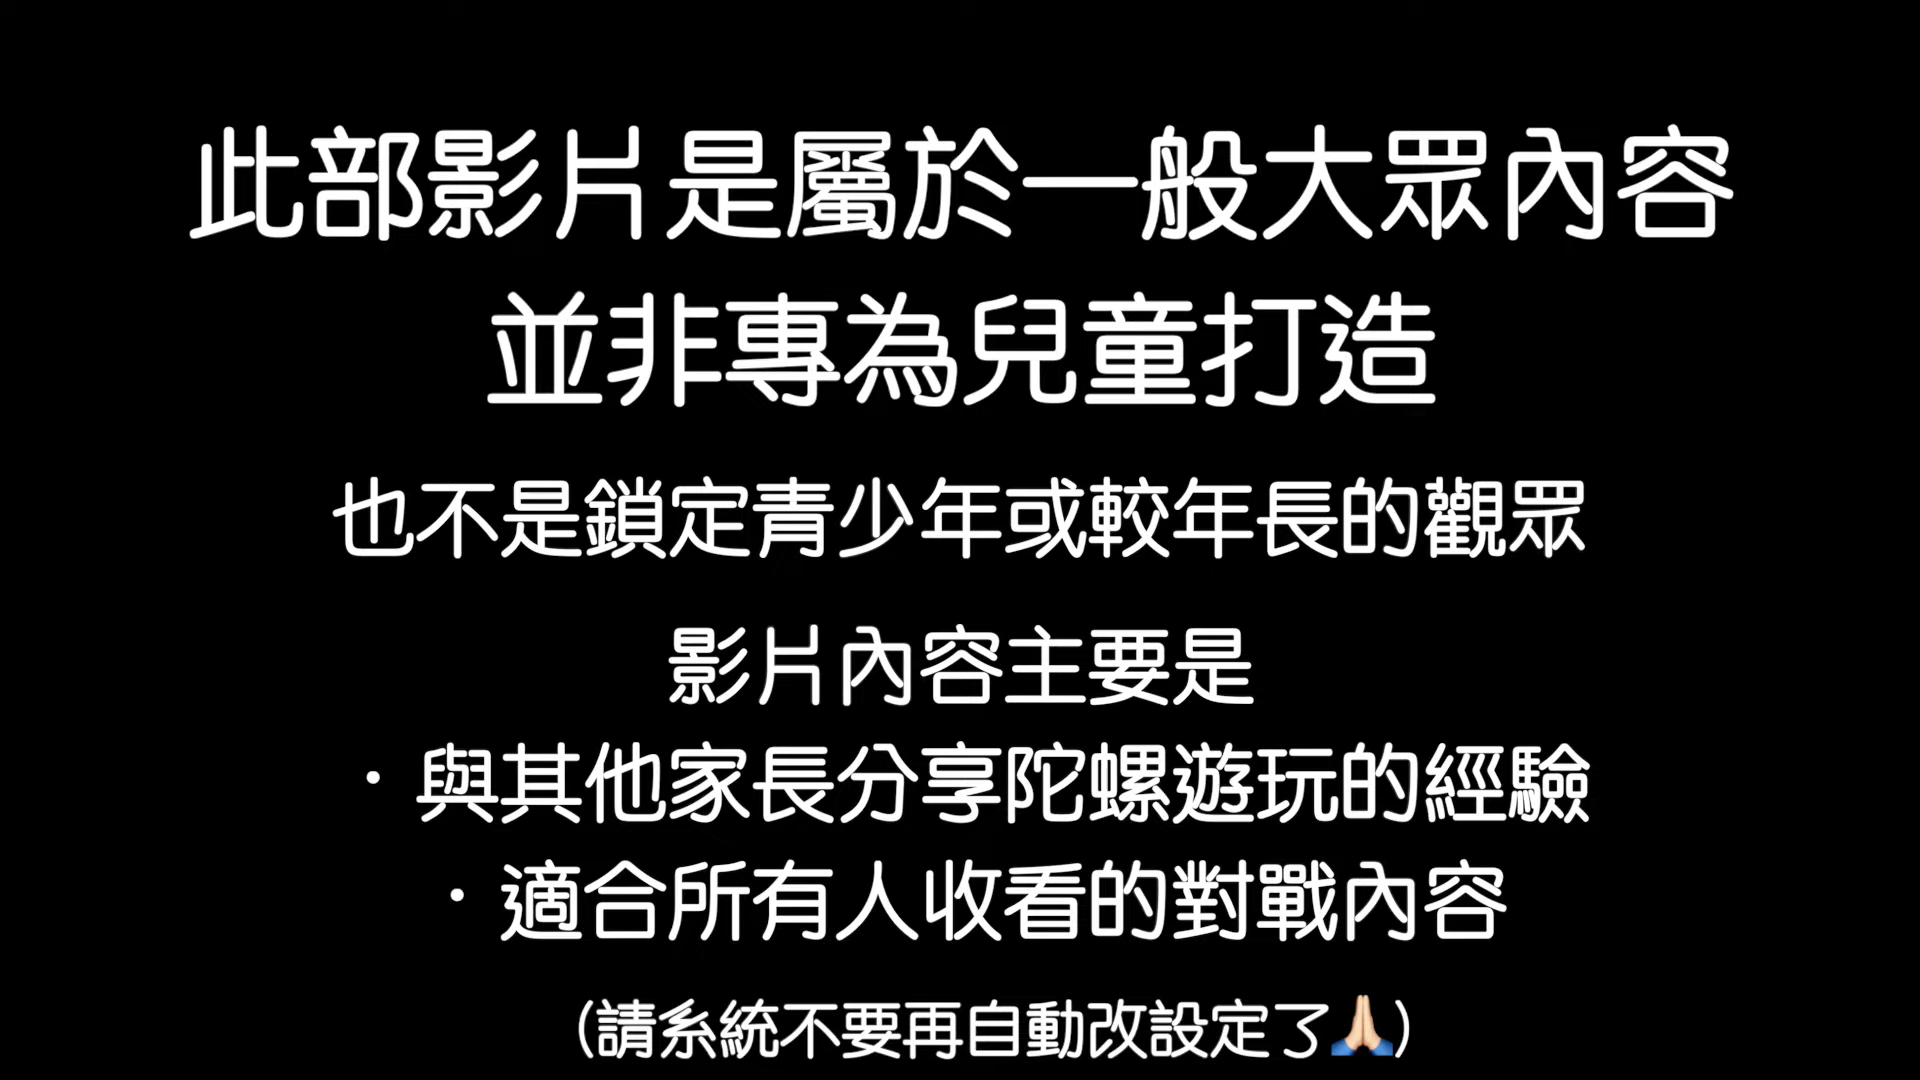 此部影片是屬於一般大眾內容
並非專為兒童打造
也不是鎖定青少年或較年長的觀眾
影片內容主要是
· 與其他家長分享陀螺遊玩的經驗
· 適合所有人收看的對戰內容
(請系統不要再自動改設定了🙏🏻)